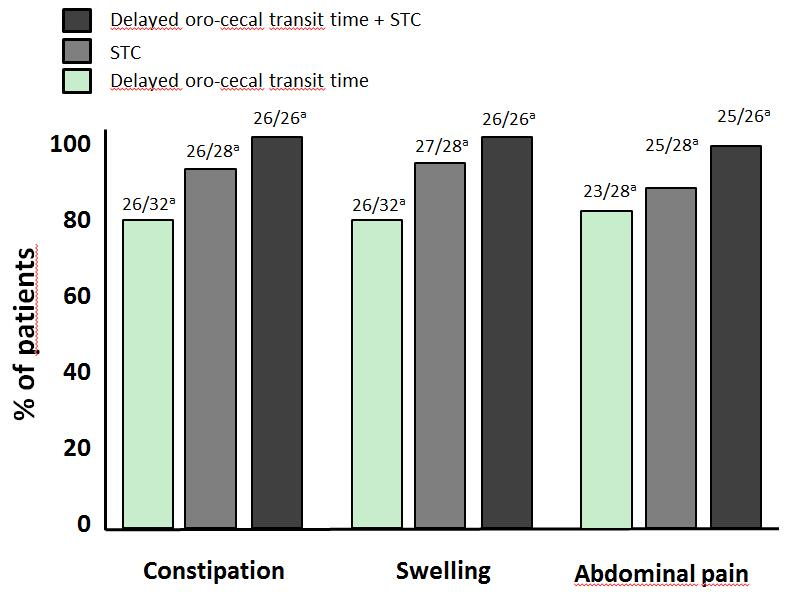 Delayed oro-cecal transit time + STC
STC
Delayed oro-cecal transit time
26/26ᵃ
26/26ᵃ
25/26ᵃ
100
26/28ᵃ
27/28ᵃ
25/28ᵃ
26/32ᵃ
26/32ᵃ
23/28ᵃ
80
60
40
20
0
% of patients
Constipation
Swelling
Abdominal pain